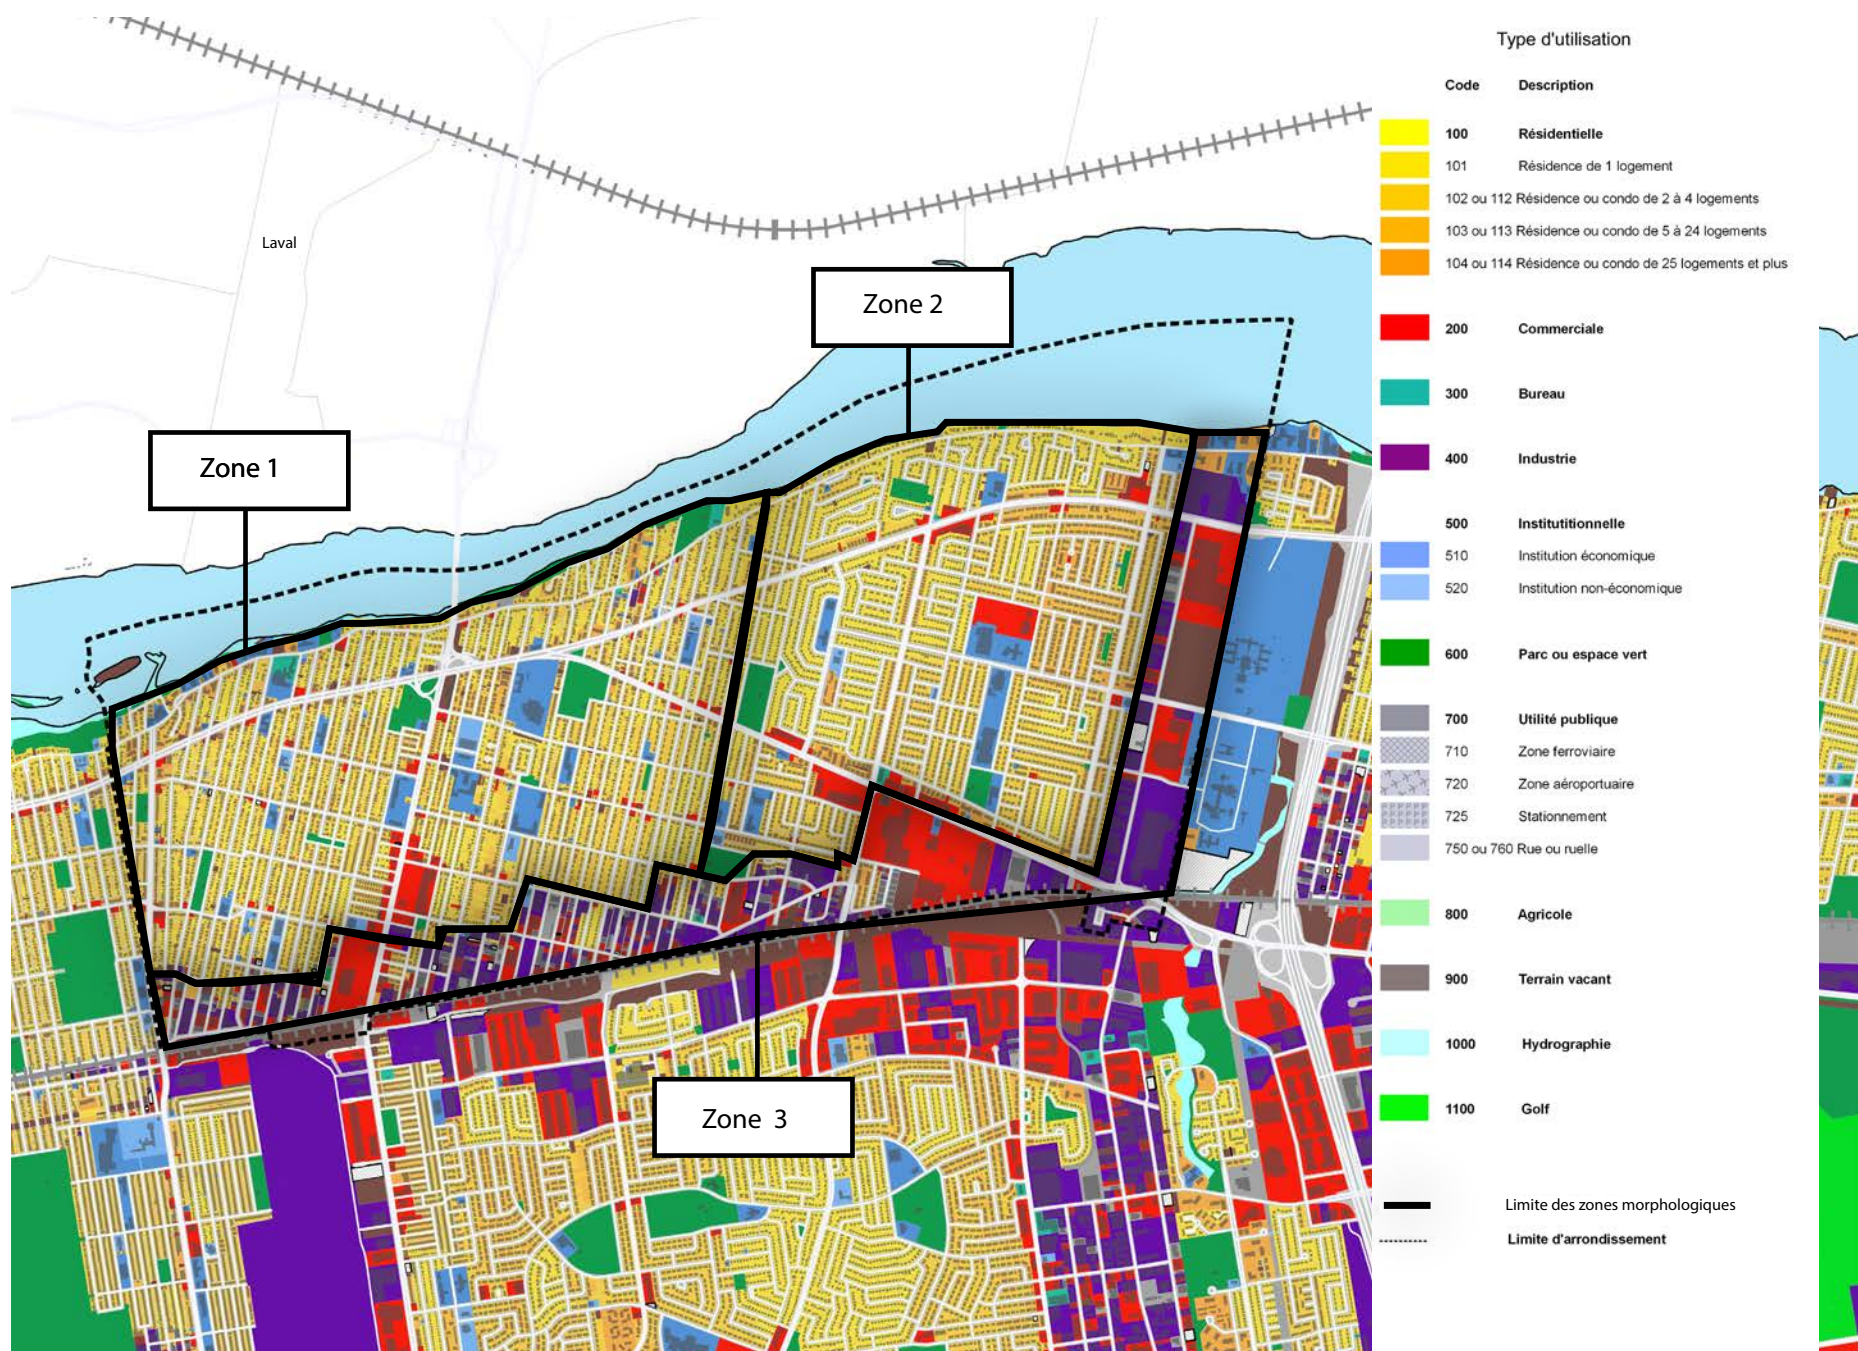 Type d'utilisation
Code Description
100 Résidentielle
101 Résidence de 1 logement
102 ou 112 Résidence ou condo de 2 à 4 logements
103 ou 113 Résidence ou condo de 5 à 24 logements
104 ou 114 Résidence ou condo de 25 logements et plus
200 Commerciale
300 Bureau
400 Industrie
500 Institutitionnelle
510 Institution économique
520 Institution non-économique
600 Parc ou espace vert
700 Utilité publique
710 Zone ferroviaire
720 Zone aéroportuaire
725 Stationnement
750 ou 760 Rue ou ruelle
800 Agricole
900 Terrain vacant
1000 Hydrographie
1100 Golf
Limite des zones morphologiques
Limite d'arrondissement
Laval
Zone 2
Zone 1
Zone 3